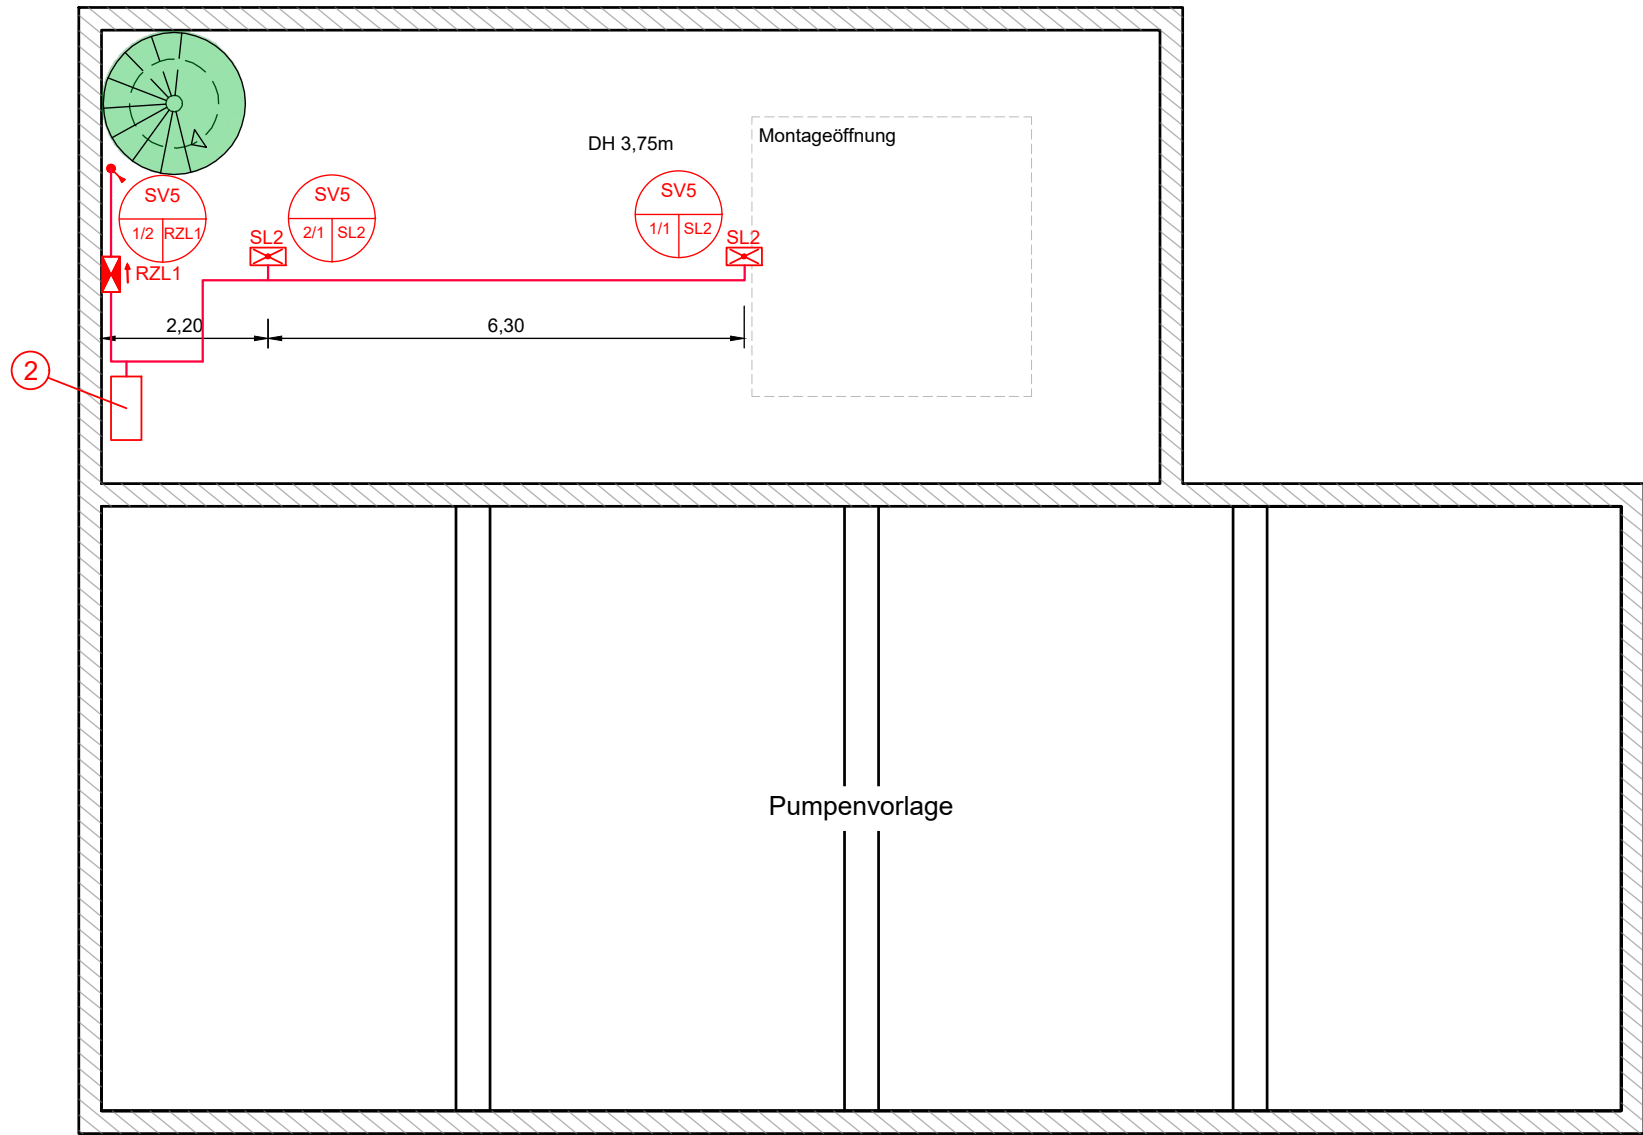 Montageöffnung
DH 3,75m
SV5
1/2 RZL1
SV5
2/1 SL2
SV5
1/1 SL2
SL2
SL2
RZL1
2,20
6,30
2
Pumpenvorlage